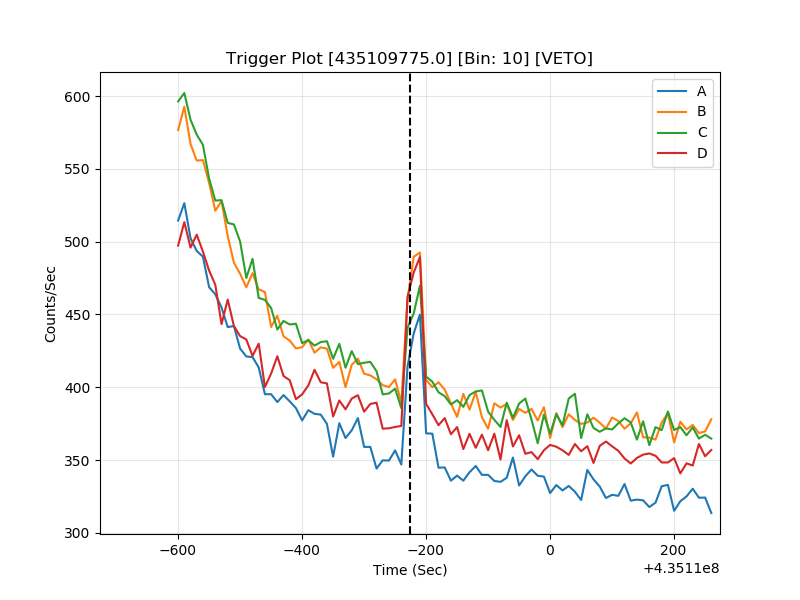 Trigger Plot [435109775.0] [Bin: 10] [VETO]
600
550
500
450
400
350
300
Counts/Sec
A
B
C
D
−600
−400
−200
0
200
Time (Sec)
+4.3511e8